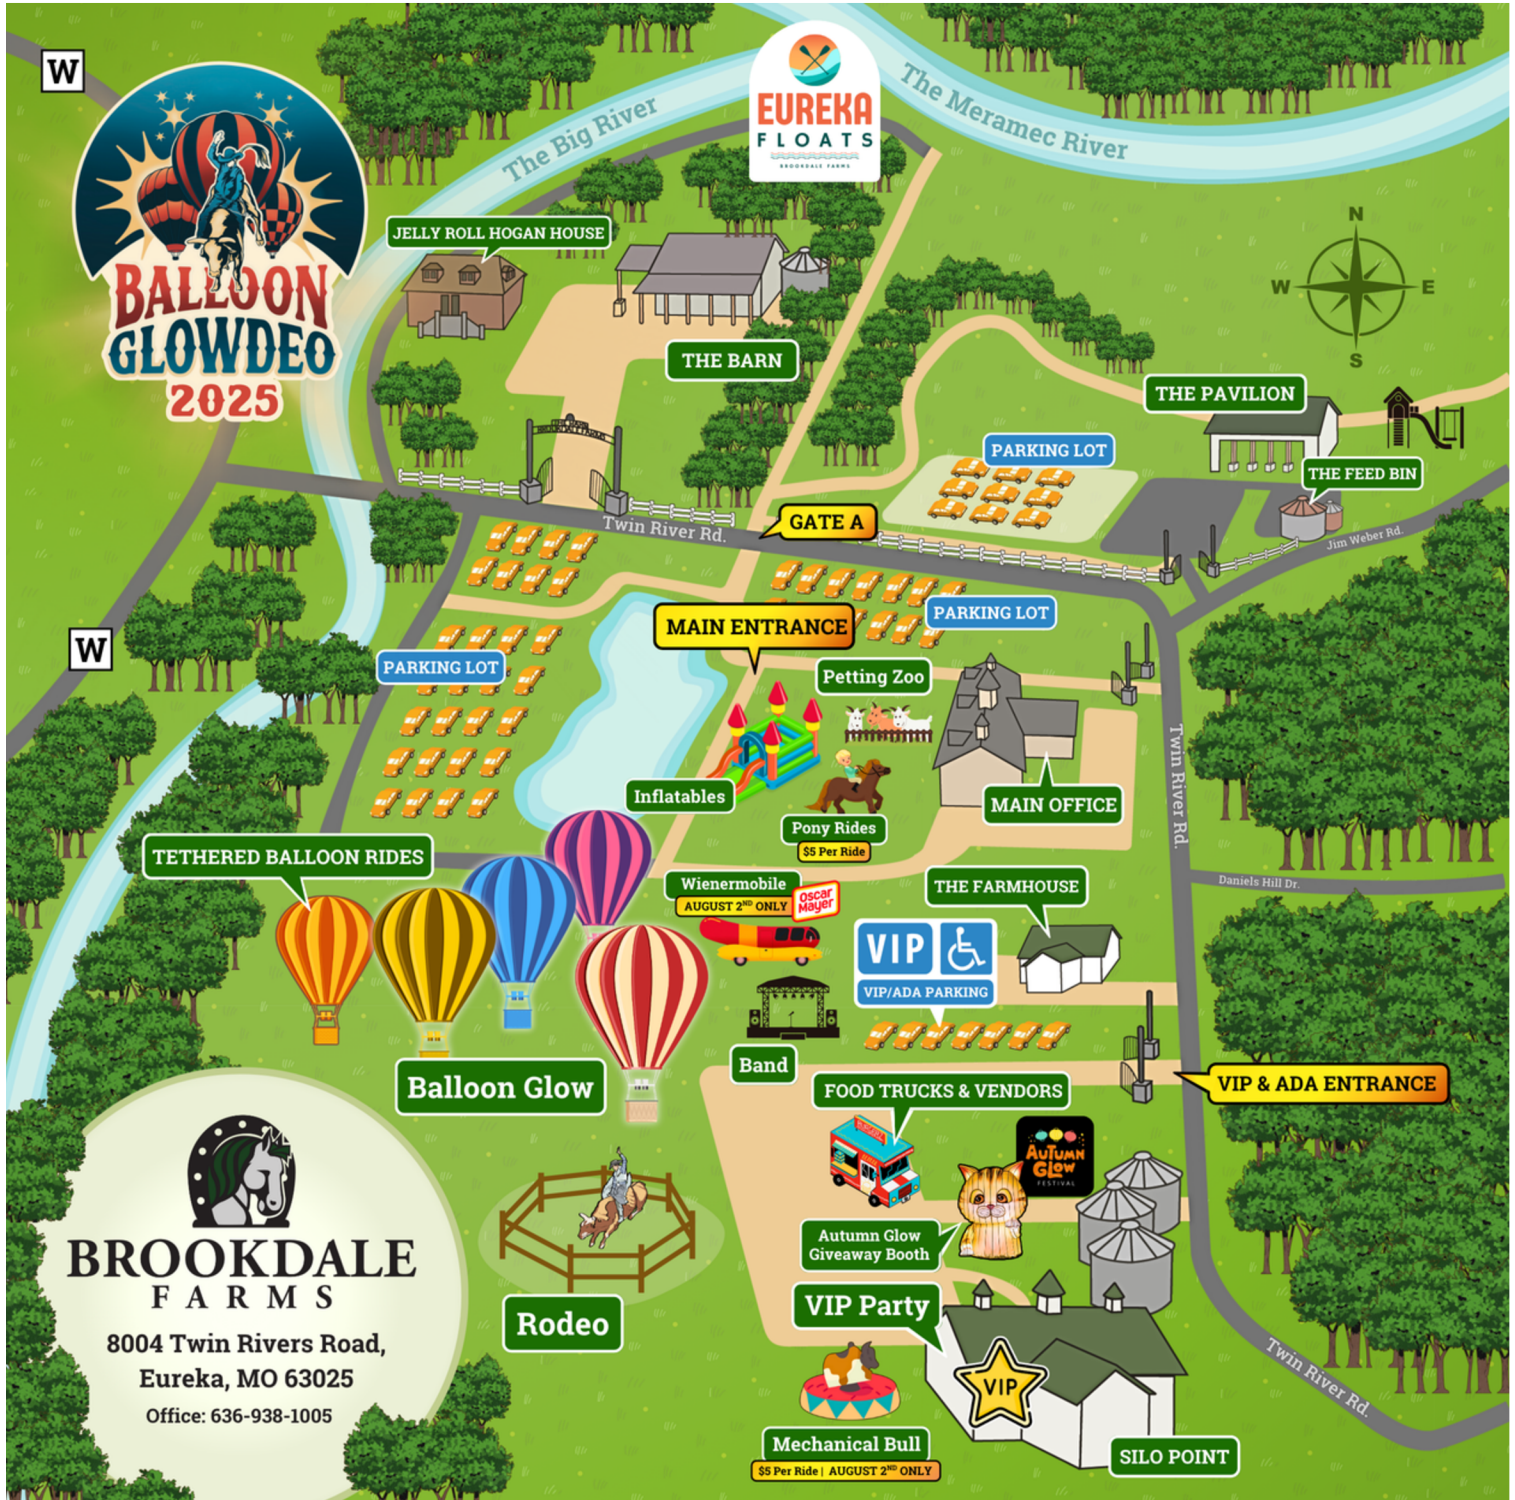 W
BALLOON
GLOWDEO
2025
The Big River
EUREKA
FLOATS
BROOKDALE FARMS
The Meramec River
JELLY ROLL HOGAN HOUSE
THE BARN
N
W
E
S
THE PAVILION
PARKING LOT
THE FEED BIN
Jim Weber Rd.
Twin River Rd.
GATE A
MAIN ENTRANCE
PARKING LOT
W
PARKING LOT
Petting Zoo
Inflatables
MAIN OFFICE
Pony Rides
$5 Per Ride
Twin River Rd.
TETHERED BALLOON RIDES
Wienermobile
AUGUST 2ND ONLY
Oscar
Mayer
THE FARMHOUSE
Daniels Hill Dr.
VIP
VIP/ADA PARKING
Balloon Glow
Band
FOOD TRUCKS & VENDORS
VIP & ADA ENTRANCE
AUTUMN
GLOW
FESTIVAL
Autumn Glow
Giveaway Booth
BROOKDALE
FARMS
8004 Twin Rivers Road,
Eureka, MO 63025
Office: 636-938-1005
Rodeo
VIP Party
VIP
Mechanical Bull
$5 Per Ride | AUGUST 2ND ONLY
SILO POINT
Twin River Rd.